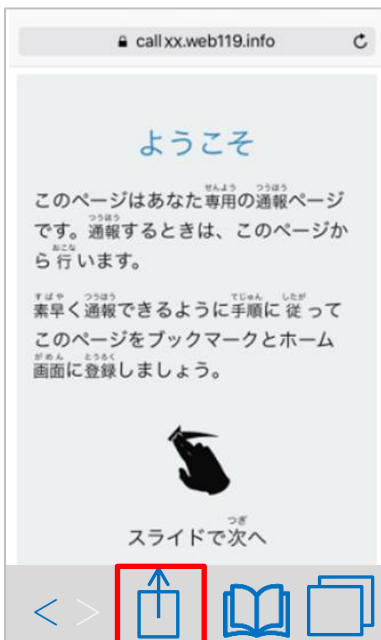 callxx.web119.info
ようこそ
このページはあなた専用の通報ページ
です。通報するときは、このページか
ら行います。
素早く通報できるように手順に従って
このページをブックマークとホーム
画面に登録しましょう。
スライドで次へ